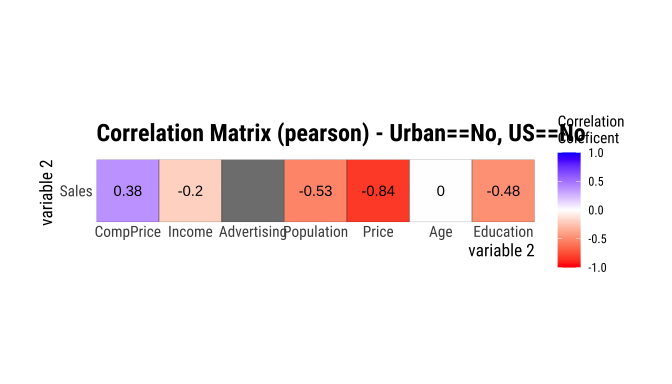 Correlation Matrix (pearson) - Urban==No, US==No
Correlation
Coeficent
1.0
0.5
0.0
-0.5
-1.0
variable 2
Sales
0.38 -0.2 -0.53 -0.84 0 -0.48
CompPrice Income Advertising Population Price Age Education
variable 2